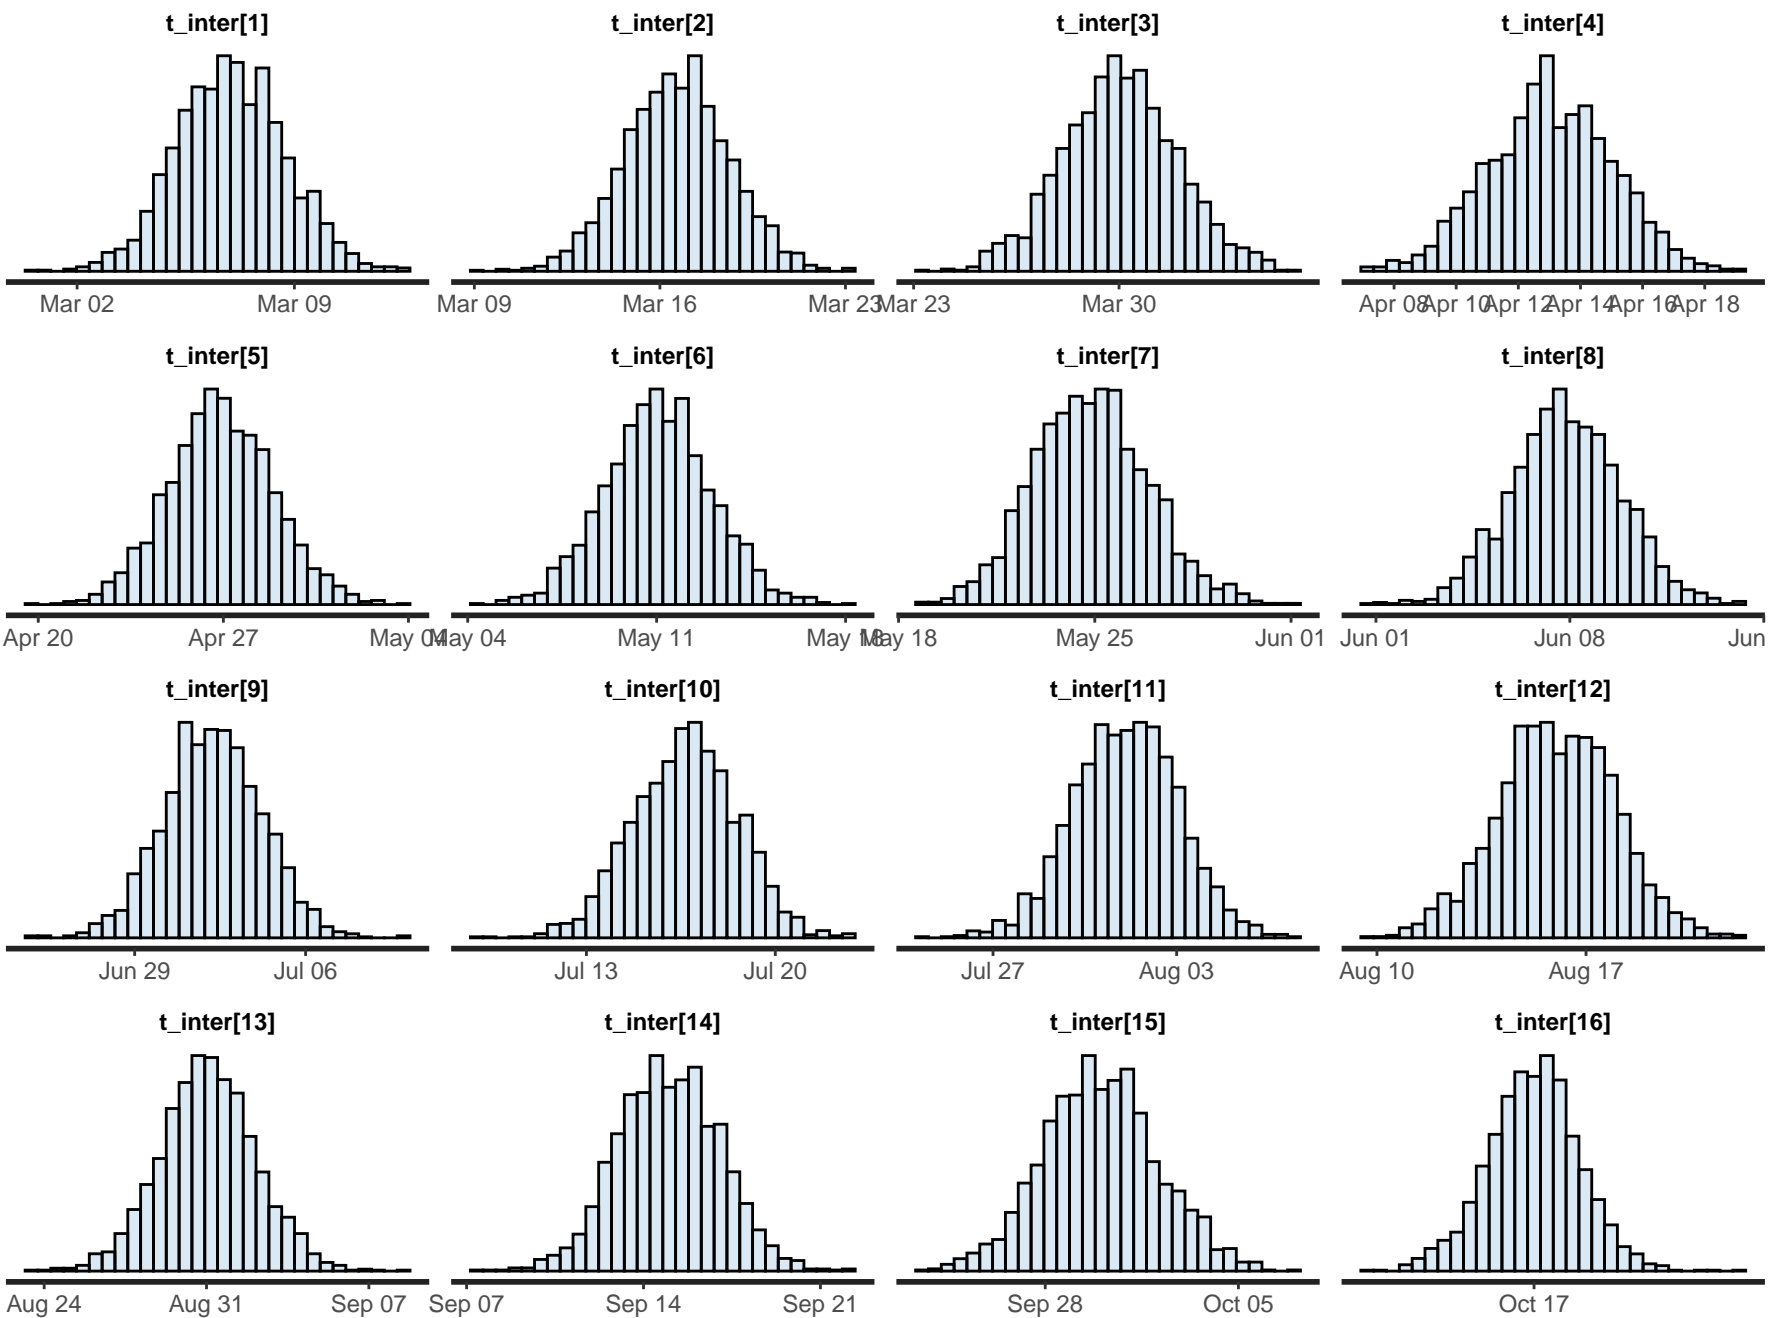 t_inter[1] t_inter[2] t_inter[3] t_inter[4]
Mar 02 Mar 09 Mar 09 Mar 16 Mar 23 Mar 23 Mar 30 Apr 08 Apr 10 Apr 12 Apr 14 Apr 16 Apr 18
t_inter[5] t_inter[6] t_inter[7] t_inter[8]
Apr 20 Apr 27 May 04 May 04 May 11 May 18 May 18 May 25 Jun 01 Jun 01 Jun 08 Jun
t_inter[9] t_inter[10] t_inter[11] t_inter[12]
Jun 29 Jul 06 Jul 13 Jul 20 Jul 27 Aug 03 Aug 10 Aug 17
t_inter[13] t_inter[14] t_inter[15] t_inter[16]
Aug 24 Aug 31 Sep 07 Sep 07 Sep 14 Sep 21 Sep 28 Oct 05 Oct 17